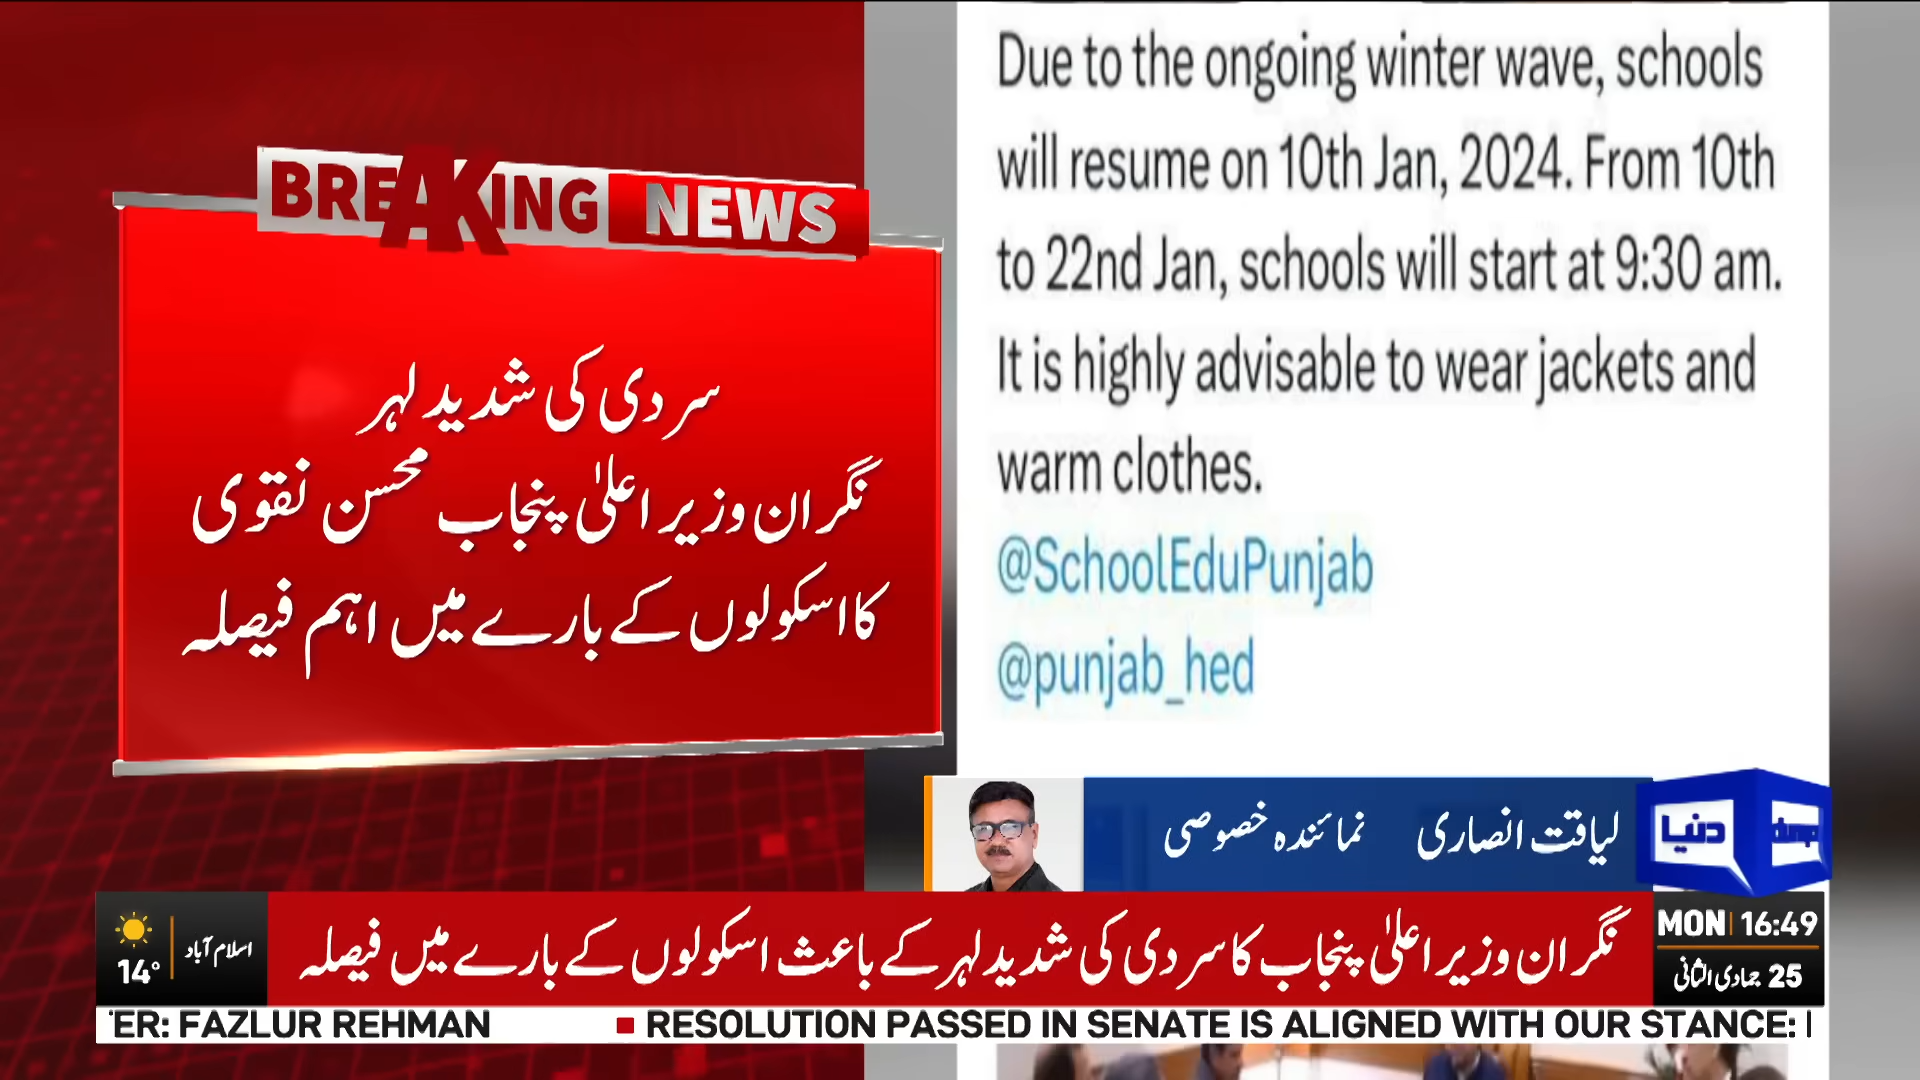 BREAKING NEWS
سردی کی شدید لہر
نگران وزیر اعلیٰ پنجاب محسن نقوی
کا اسکولوں کے بارے میں اہم فیصلہ
Due to the ongoing winter wave, schools
will resume on 10th Jan, 2024. From 10th
to 22nd Jan, schools will start at 9:30 am.
It is highly advisable to wear jackets and
warm clothes.
@SchoolEduPunjab
@punjab_hed
لیاقت انصاری نمائندہ خصوصی
دنیا
اسلام آباد
14°
نگران وزیر اعلیٰ پنجاب کا سردی کی شدید لہر کے باعث اسکولوں کے بارے میں فیصلہ
MON 16:49
25 جمادی الثانی
ER: FAZLUR REHMAN
RESOLUTION PASSED IN SENATE IS ALIGNED WITH OUR STANCE: